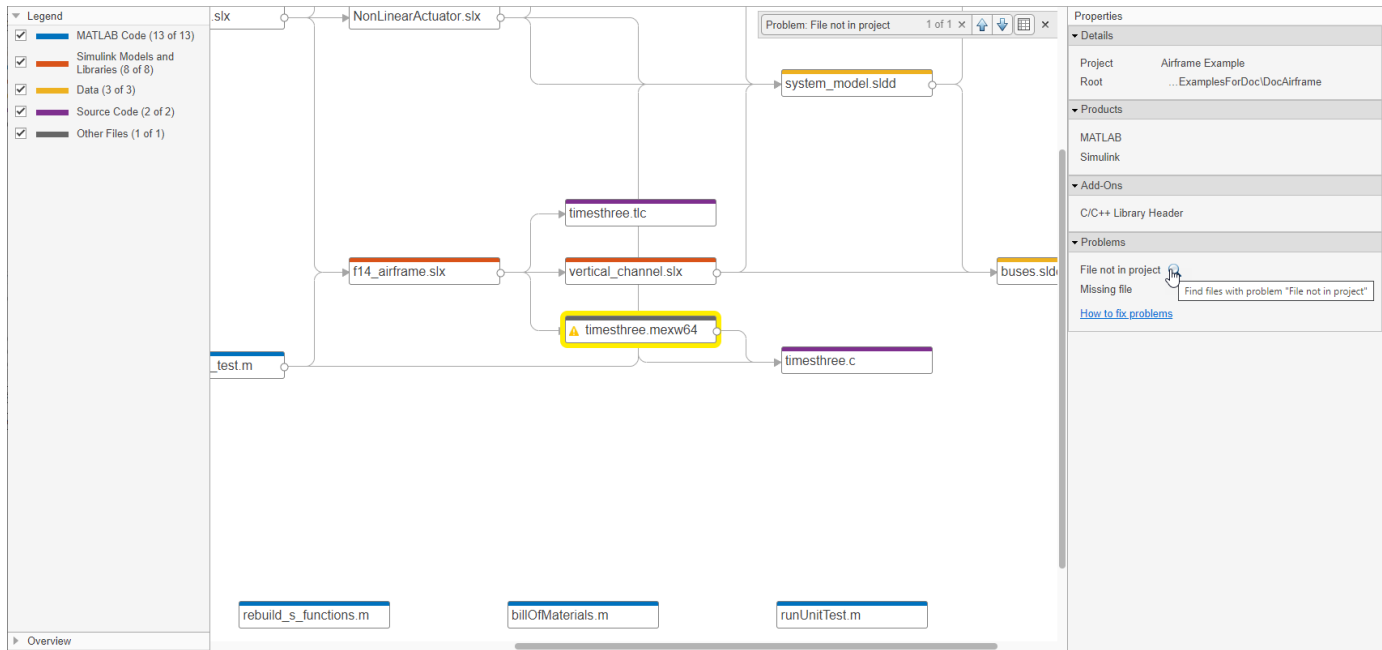 Legend
MATLAB Code (13 of 13)
Simulink Models and
Libraries (8 of 8)
Data (3 of 3)
Source Code (2 of 2)
Other Files (1 of 1)
Overview
.slx
NonLinearActuator.slx
Problem: File not in project
1 of 1
system_model.sldd
timesthree.tlc
f14_airframe.slx
vertical_channel.slx
buses.sldd
timesthree.mexw64
_test.m
timesthree.c
rebuild_s_functions.m
billOfMaterials.m
runUnitTest.m
Properties
Details
Project Airframe Example
Root ...ExamplesForDoc\DocAirframe
Products
MATLAB
Simulink
Add-Ons
C/C++ Library Header
Problems
File not in project
Missing file
Find files with problem "File not in project"
How to fix problems